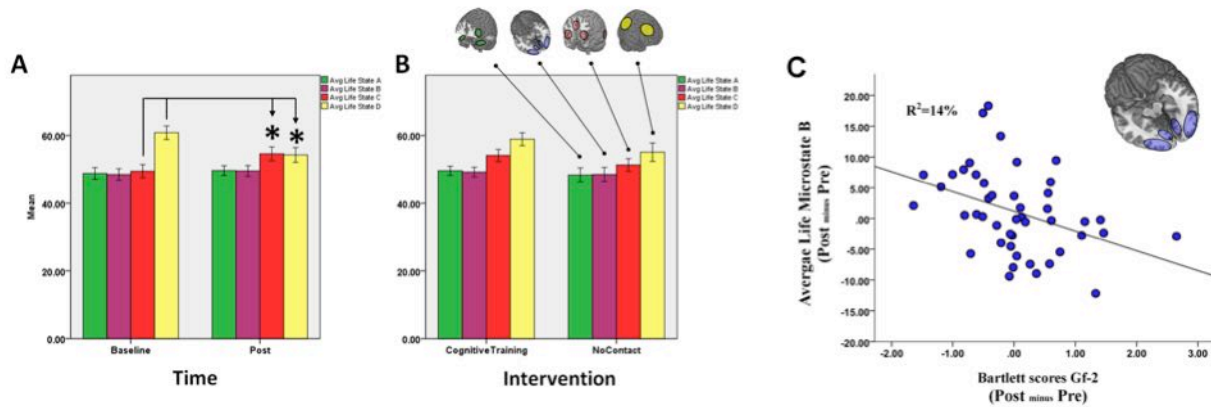 A
Avg Life State A
Avg Life State B
Avg Life State C
Avg Life State D
60.00
40.00
20.00
0.00
Mean
* *
Baseline
Post
Time
B
Avg Life State A
Avg Life State B
Avg Life State C
Avg Life State D
60.00
40.00
20.00
0.00
CognitiveTraining
NoContact
Intervention
C
R²=14%
20.00
15.00
10.00
5.00
.00
-5.00
-10.00
-15.00
-20.00
Avergac Life Microstate B
(Post minus Pre)
-2.00
-1.00
.00
1.00
2.00
3.00
Bartlett scores Gf-2
(Post minus Pre)